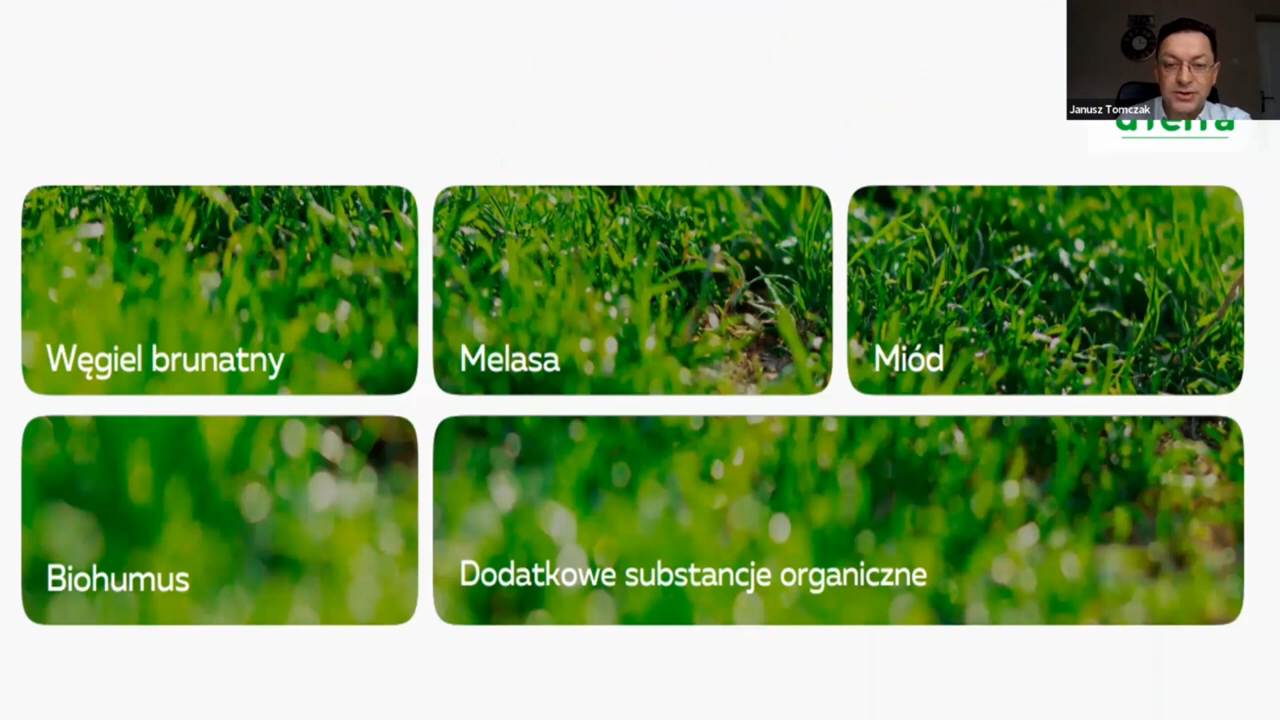 Janusz Tomczak
Węgiel brunatny
Melasa
Miód
Biohumus
Dodatkowe substancje organiczne